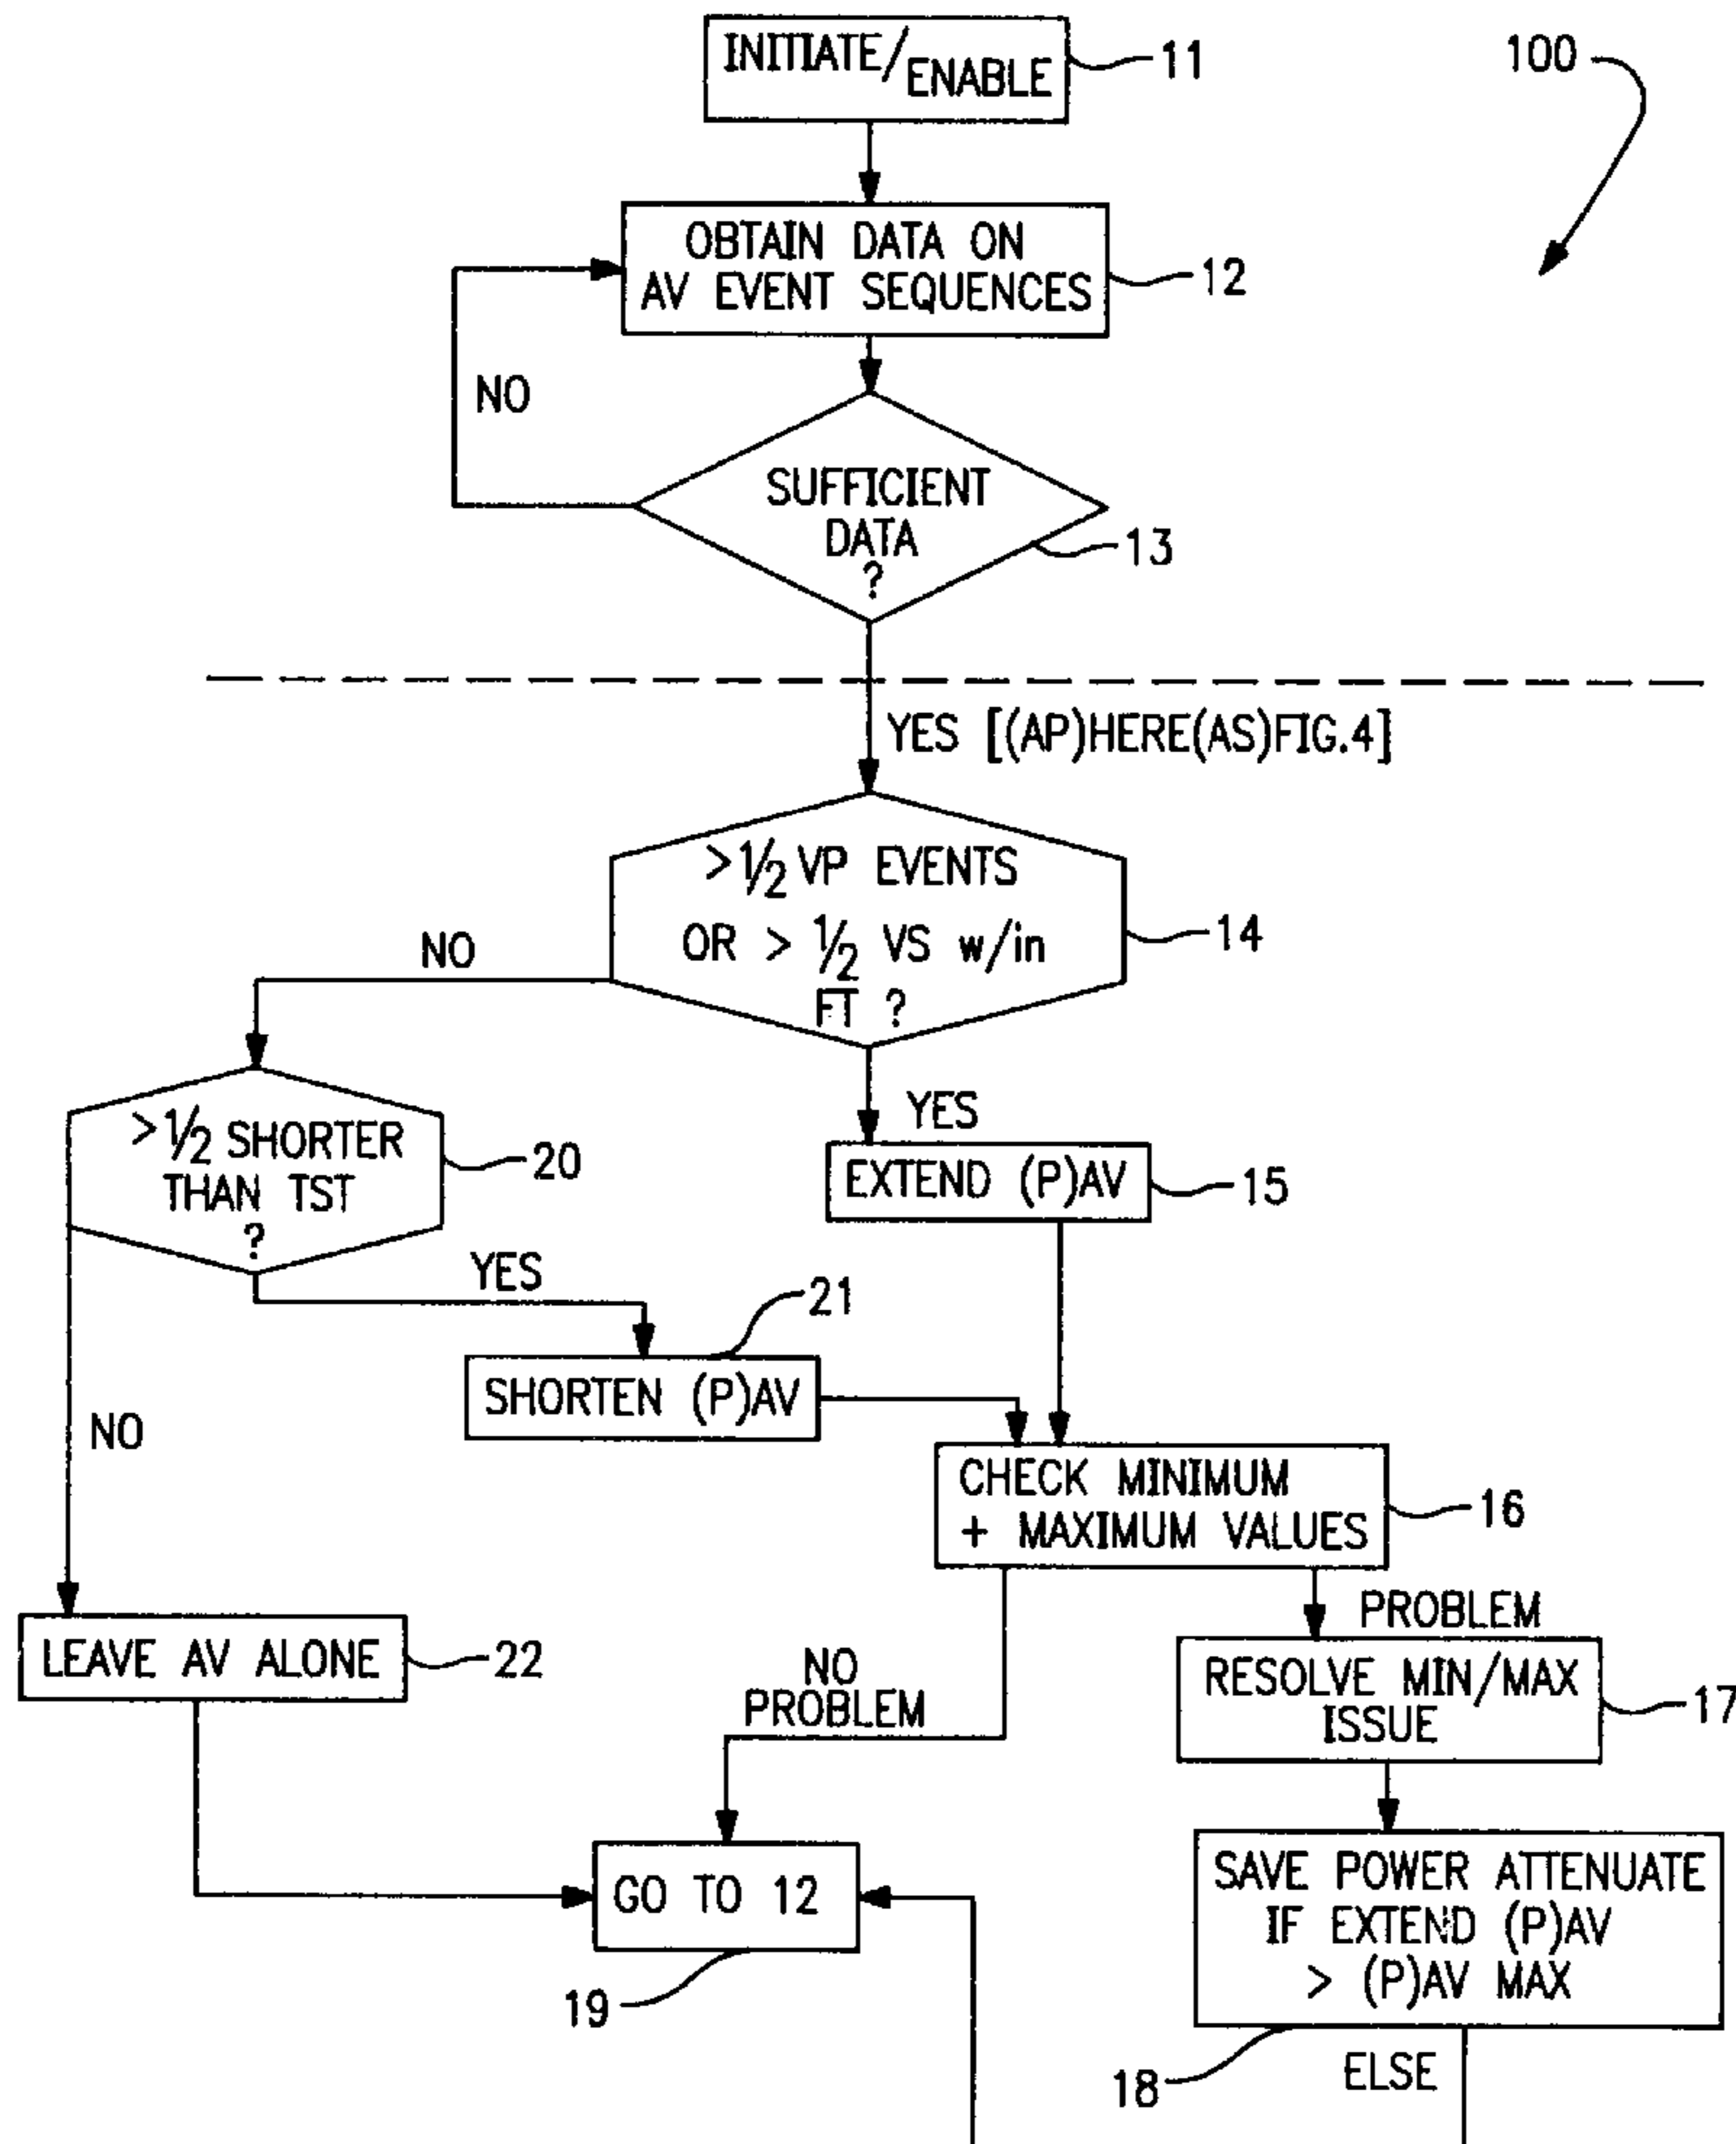 INITIATE/ENABLE
11
100
OBTAIN DATA ON
AV EVENT SEQUENCES
12
NO
SUFFICIENT
DATA
?
13
YES [(AP)HERE(AS)FIG.4]
>1/2 VP EVENTS
OR > 1/2 VS w/in
FT ?
14
NO
YES
>1/2 SHORTER
THAN TST
?
20
EXTEND (P)AV
15
YES
21
SHORTEN (P)AV
NO
CHECK MINIMUM
+ MAXIMUM VALUES
16
PROBLEM
LEAVE AV ALONE
22
NO
PROBLEM
RESOLVE MIN/MAX
ISSUE
17
GO TO 12
19
SAVE POWER ATTENUATE
IF EXTEND (P)AV
> (P)AV MAX
18
ELSE